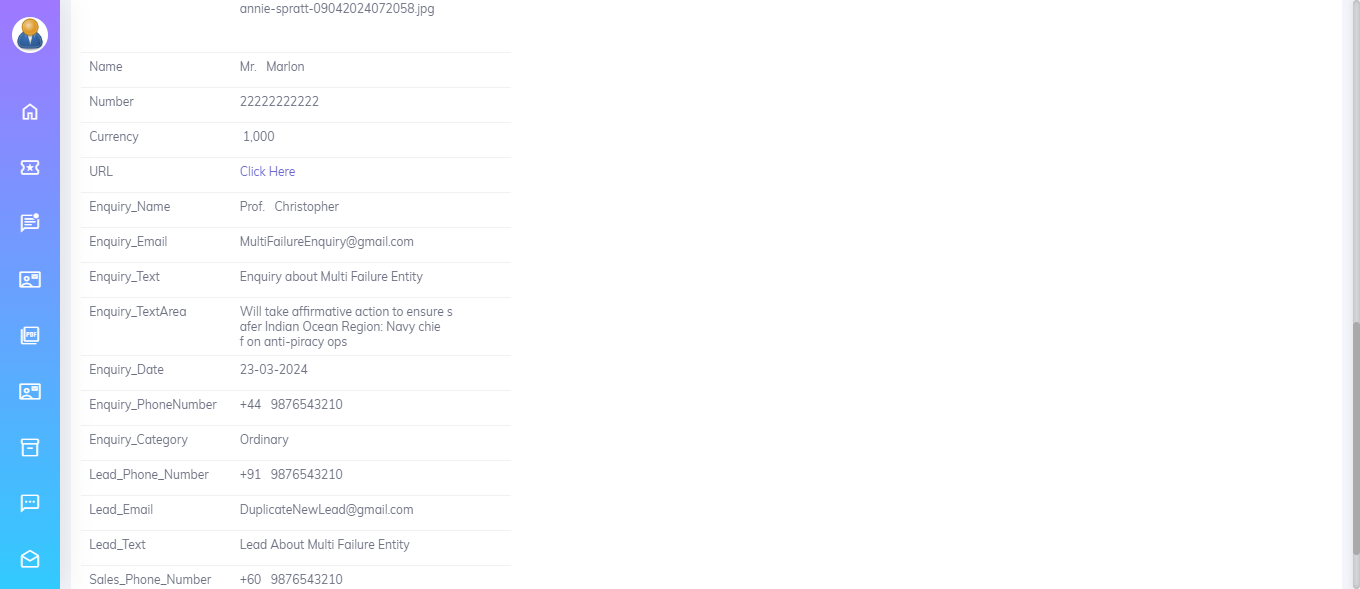 annie-spratt-09042024072058.jpg
Name Mr. Marlon
Number 22222222222
Currency 1,000
URL Click Here
Enquiry_Name Prof. Christopher
Enquiry_Email MultiFailureEnquiry@gmail.com
Enquiry_Text Enquiry about Multi Failure Entity
Enquiry_TextArea Will take affirmative action to ensure s
afer Indian Ocean Region: Navy chie
f on anti-piracy ops
Enquiry_Date 23-03-2024
Enquiry_PhoneNumber +44 9876543210
Enquiry_Category Ordinary
Lead_Phone_Number +91 9876543210
Lead_Email DuplicateNewLead@gmail.com
Lead_Text Lead About Multi Failure Entity
Sales_Phone_Number +60 9876543210
PDF